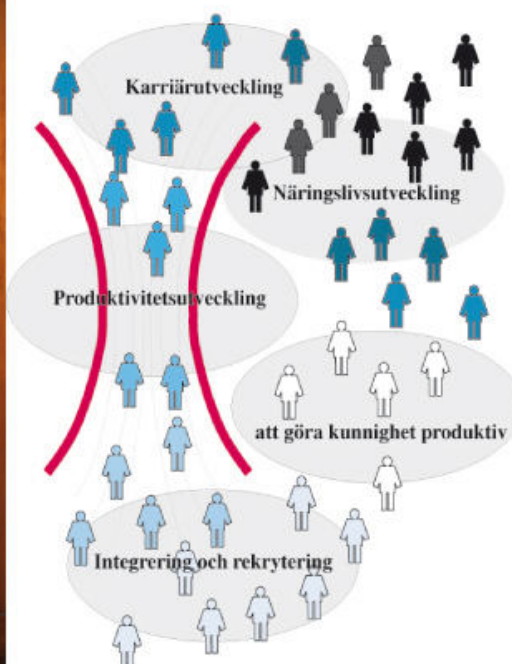 Karriärutveckling
Näringslivsutveckling
Produktivitetsutveckling
att göra kunnighet produktiv
Integrering och rekrytering